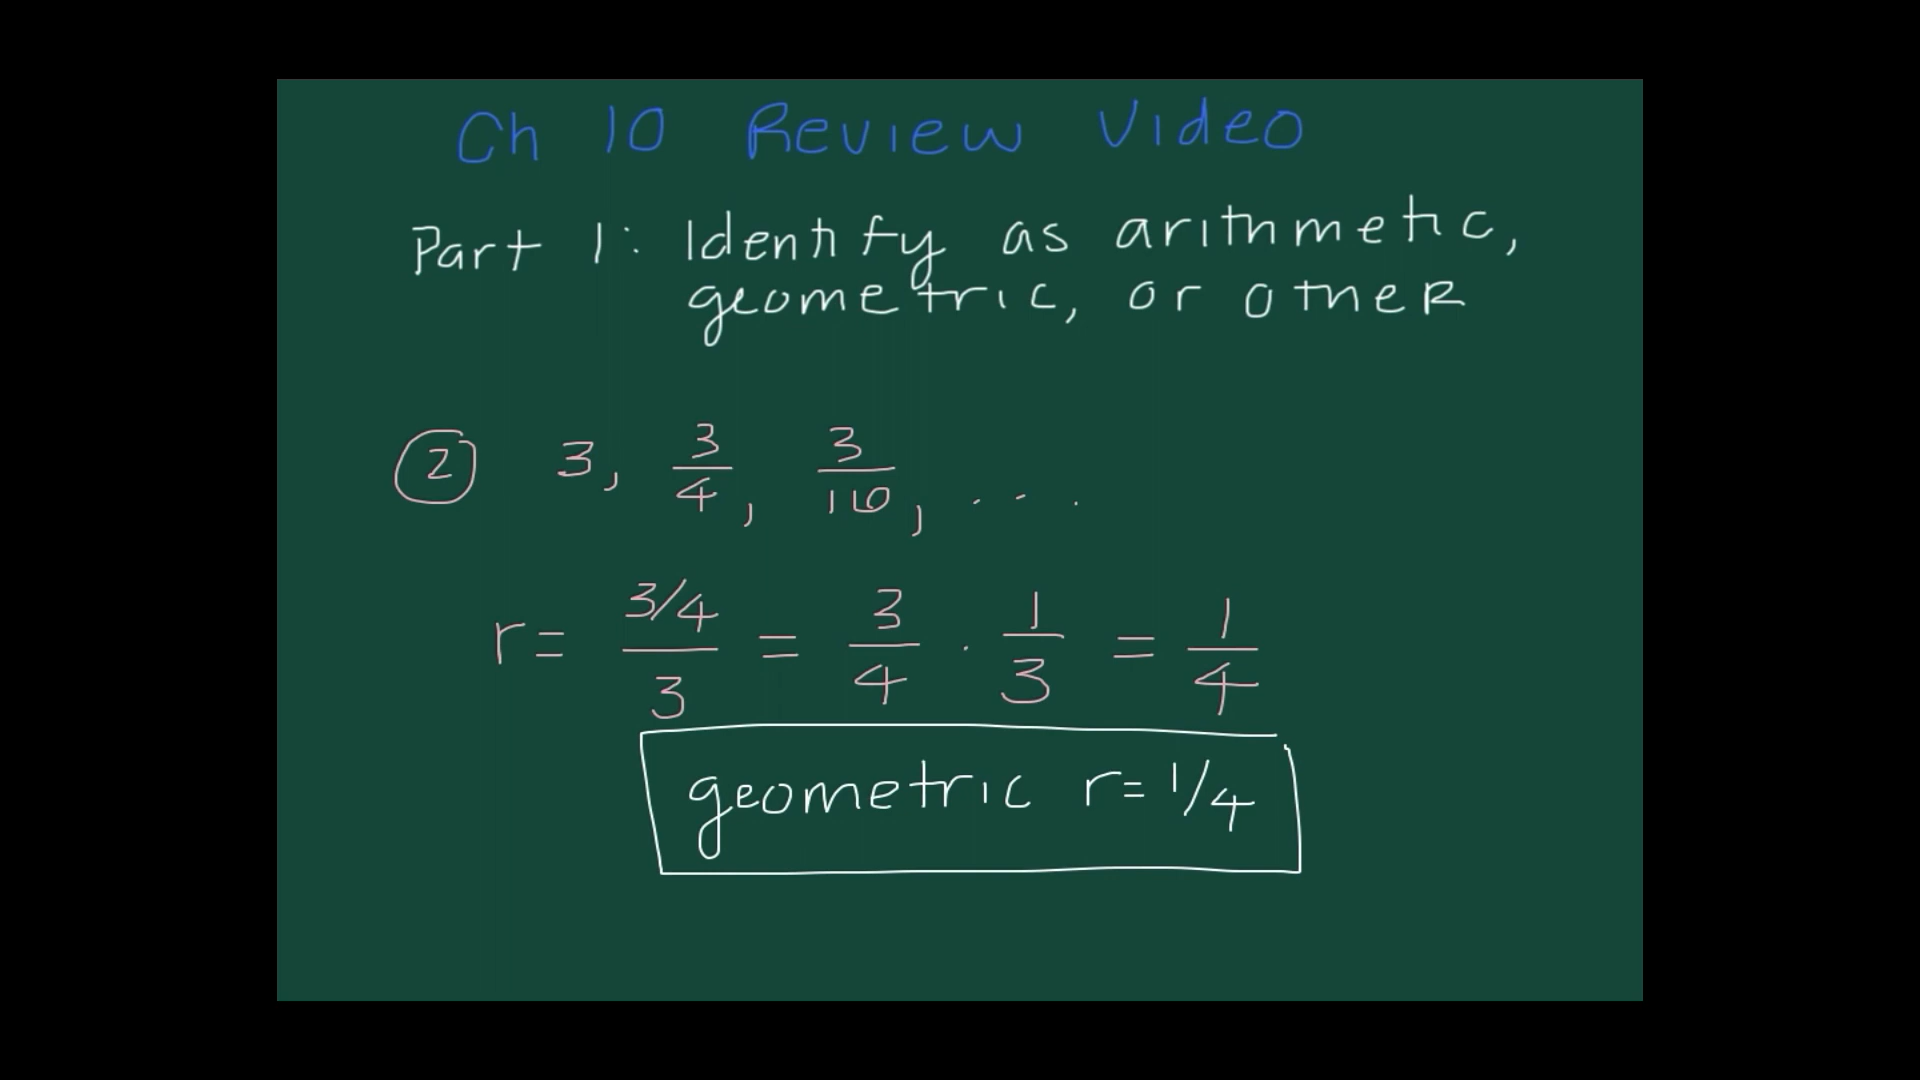 Ch 10 Review Video
Part 1: Identify as arithmetic,
geometric, or other
② 3, 3/4, 3/16, ....
r = (3/4)/3 = 3/4 · 1/3 = 1/4
geometric r = 1/4